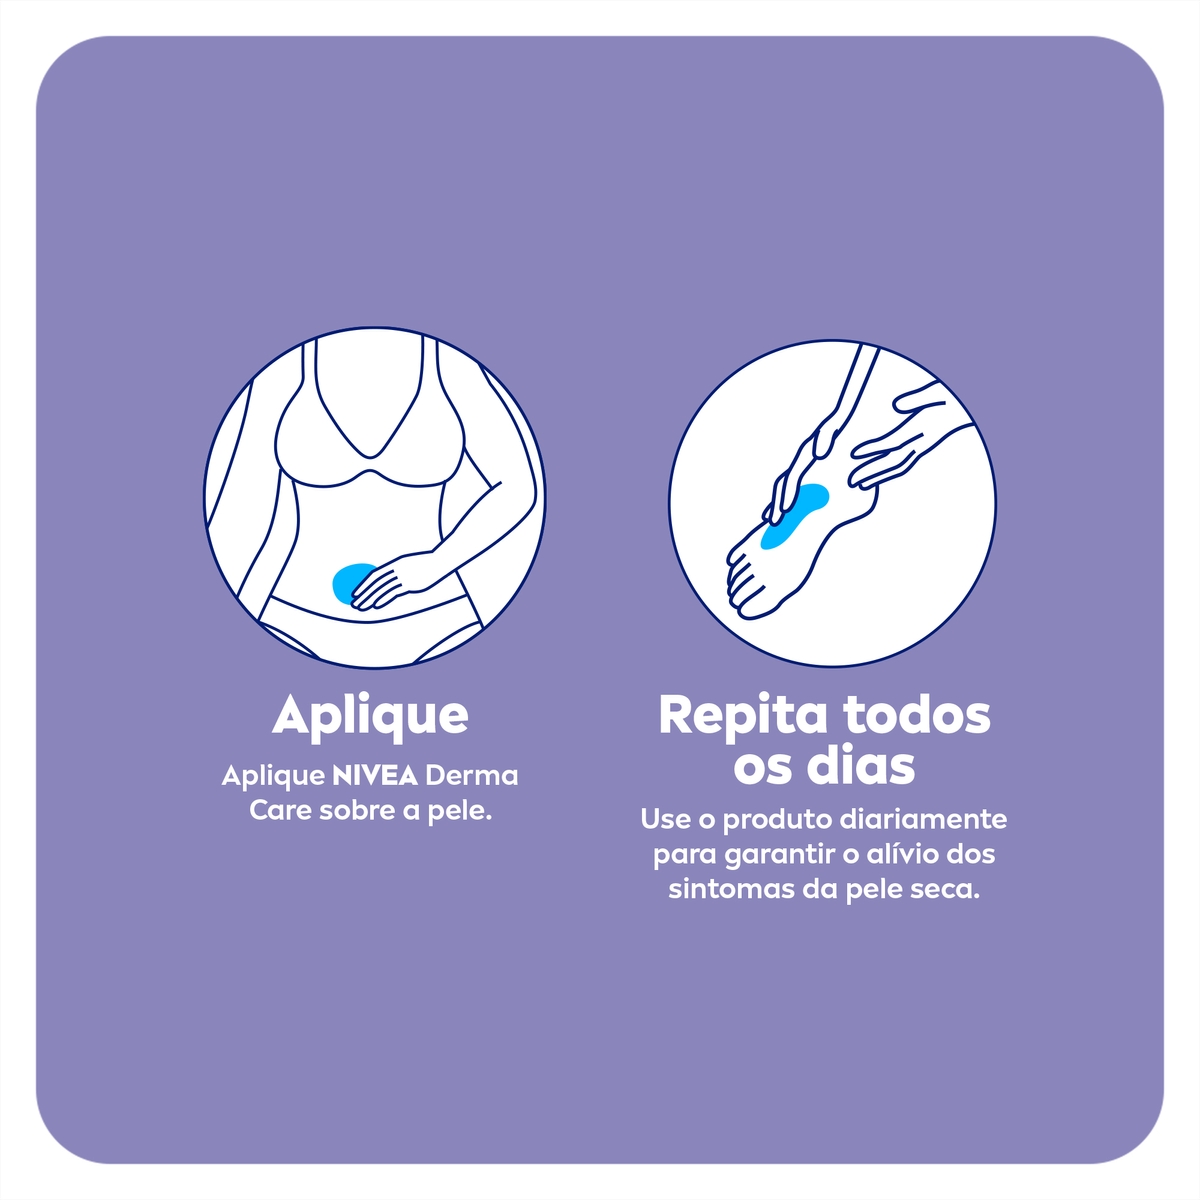 Aplique
Aplique NIVEA Derma
Care sobre a pele.
Repita todos
os dias
Use o produto diariamente
para garantir o alívio dos
sintomas da pele seca.